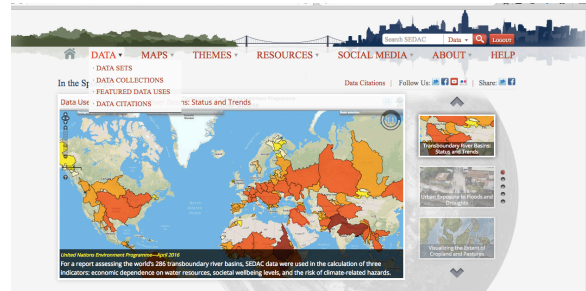 Search SEDAC Data LOGOUT
DATA MAPS THEMES RESOURCES SOCIAL MEDIA ABOUT HELP
DATA SETS
DATA COLLECTIONS
FEATURED DATA USES
DATA CITATIONS
In the Sp
Data Citations | Follow Us: | Share:
Data Use ns: Status and Trends
Transboundary River Basins: Status and Trends
Urban Exposure to Floods and Droughts
Visualizing the Extent of Cropland and Pastures
United Nations Environment Programme—April 2016
For a report assessing the world's 286 transboundary river basins, SEDAC data were used in the calculation of three
indicators: economic dependence on water resources, societal wellbeing levels, and the risk of climate-related hazards.